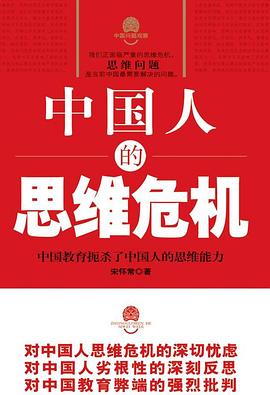 中国问题观察
我们正面临严重的思维危机,
思维问题
是当前中国最需要解决的问题。
中国人
的
思维危机
中国教育扼杀了中国人的思维能力
宋怀常◎著
ZHONGGUOREN DE
SIWEI WEIJI
对中国人思维危机的深切忧虑
对中国人劣根性的深刻反思
对中国教育弊端的强烈批判